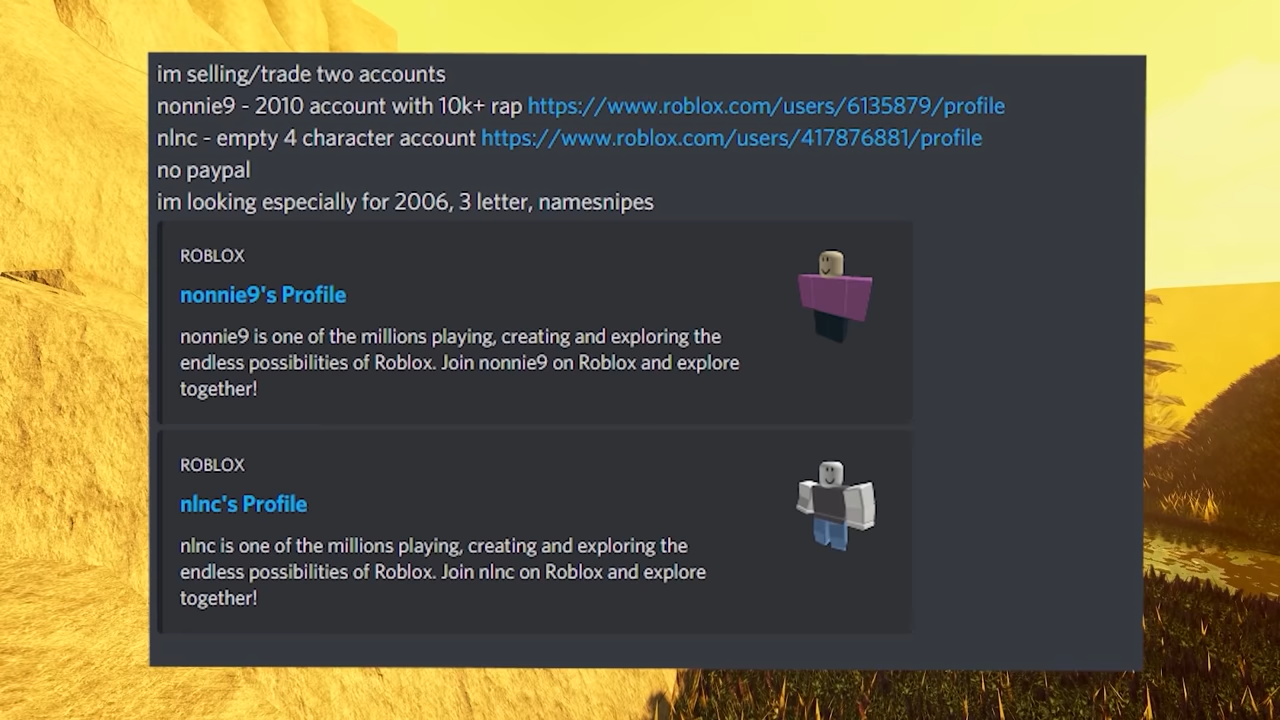 im selling/trade two accounts
nonnie9 - 2010 account with 10k+ rap https://www.roblox.com/users/6135879/profile
nlnc - empty 4 character account https://www.roblox.com/users/417876881/profile
no paypal
im looking especially for 2006, 3 letter, namesnipes
ROBLOX
nonnie9's Profile
nonnie9 is one of the millions playing, creating and exploring the
endless possibilities of Roblox. Join nonnie9 on Roblox and explore
together!
ROBLOX
nlnc's Profile
nlnc is one of the millions playing, creating and exploring the
endless possibilities of Roblox. Join nlnc on Roblox and explore
together!